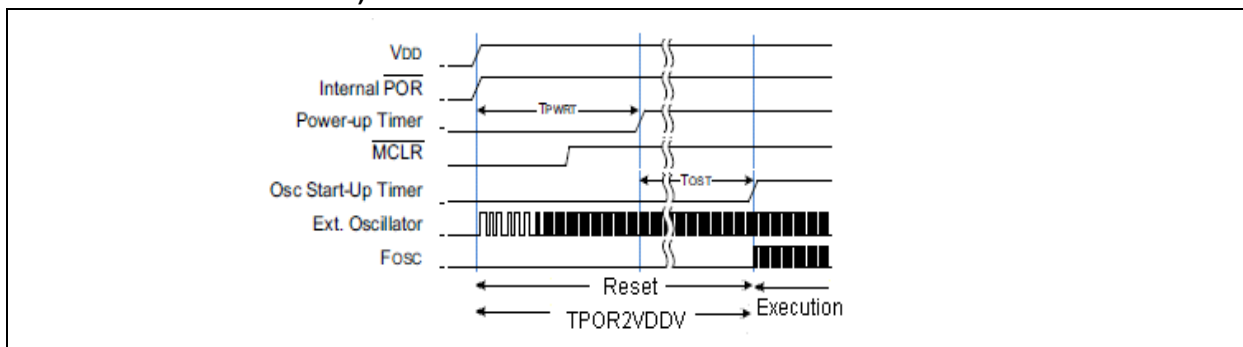 VDD
Internal POR
TPWRT
Power-up Timer
MCLR
TOST
Osc Start-Up Timer
Ext. Oscillator
FOSC
Reset
Execution
TPOR2VDDV